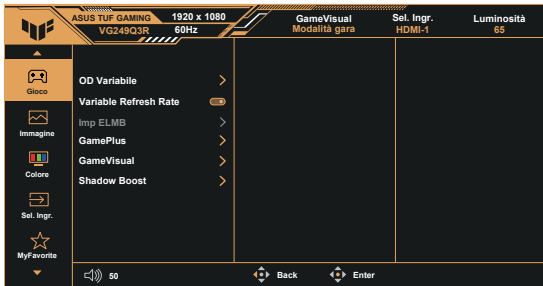 ASUS TUF GAMING
VG249Q3R
1920 x 1080
60Hz
GameVisual
Modalità gara
Sel. Ingr.
HDMI-1
Luminosità
65
Gioco
Immagine
Colore
Sel. Ingr.
MyFavorite
OD Variabile
Variable Refresh Rate
Imp ELMB
GamePlus
GameVisual
Shadow Boost
50
Back
Enter